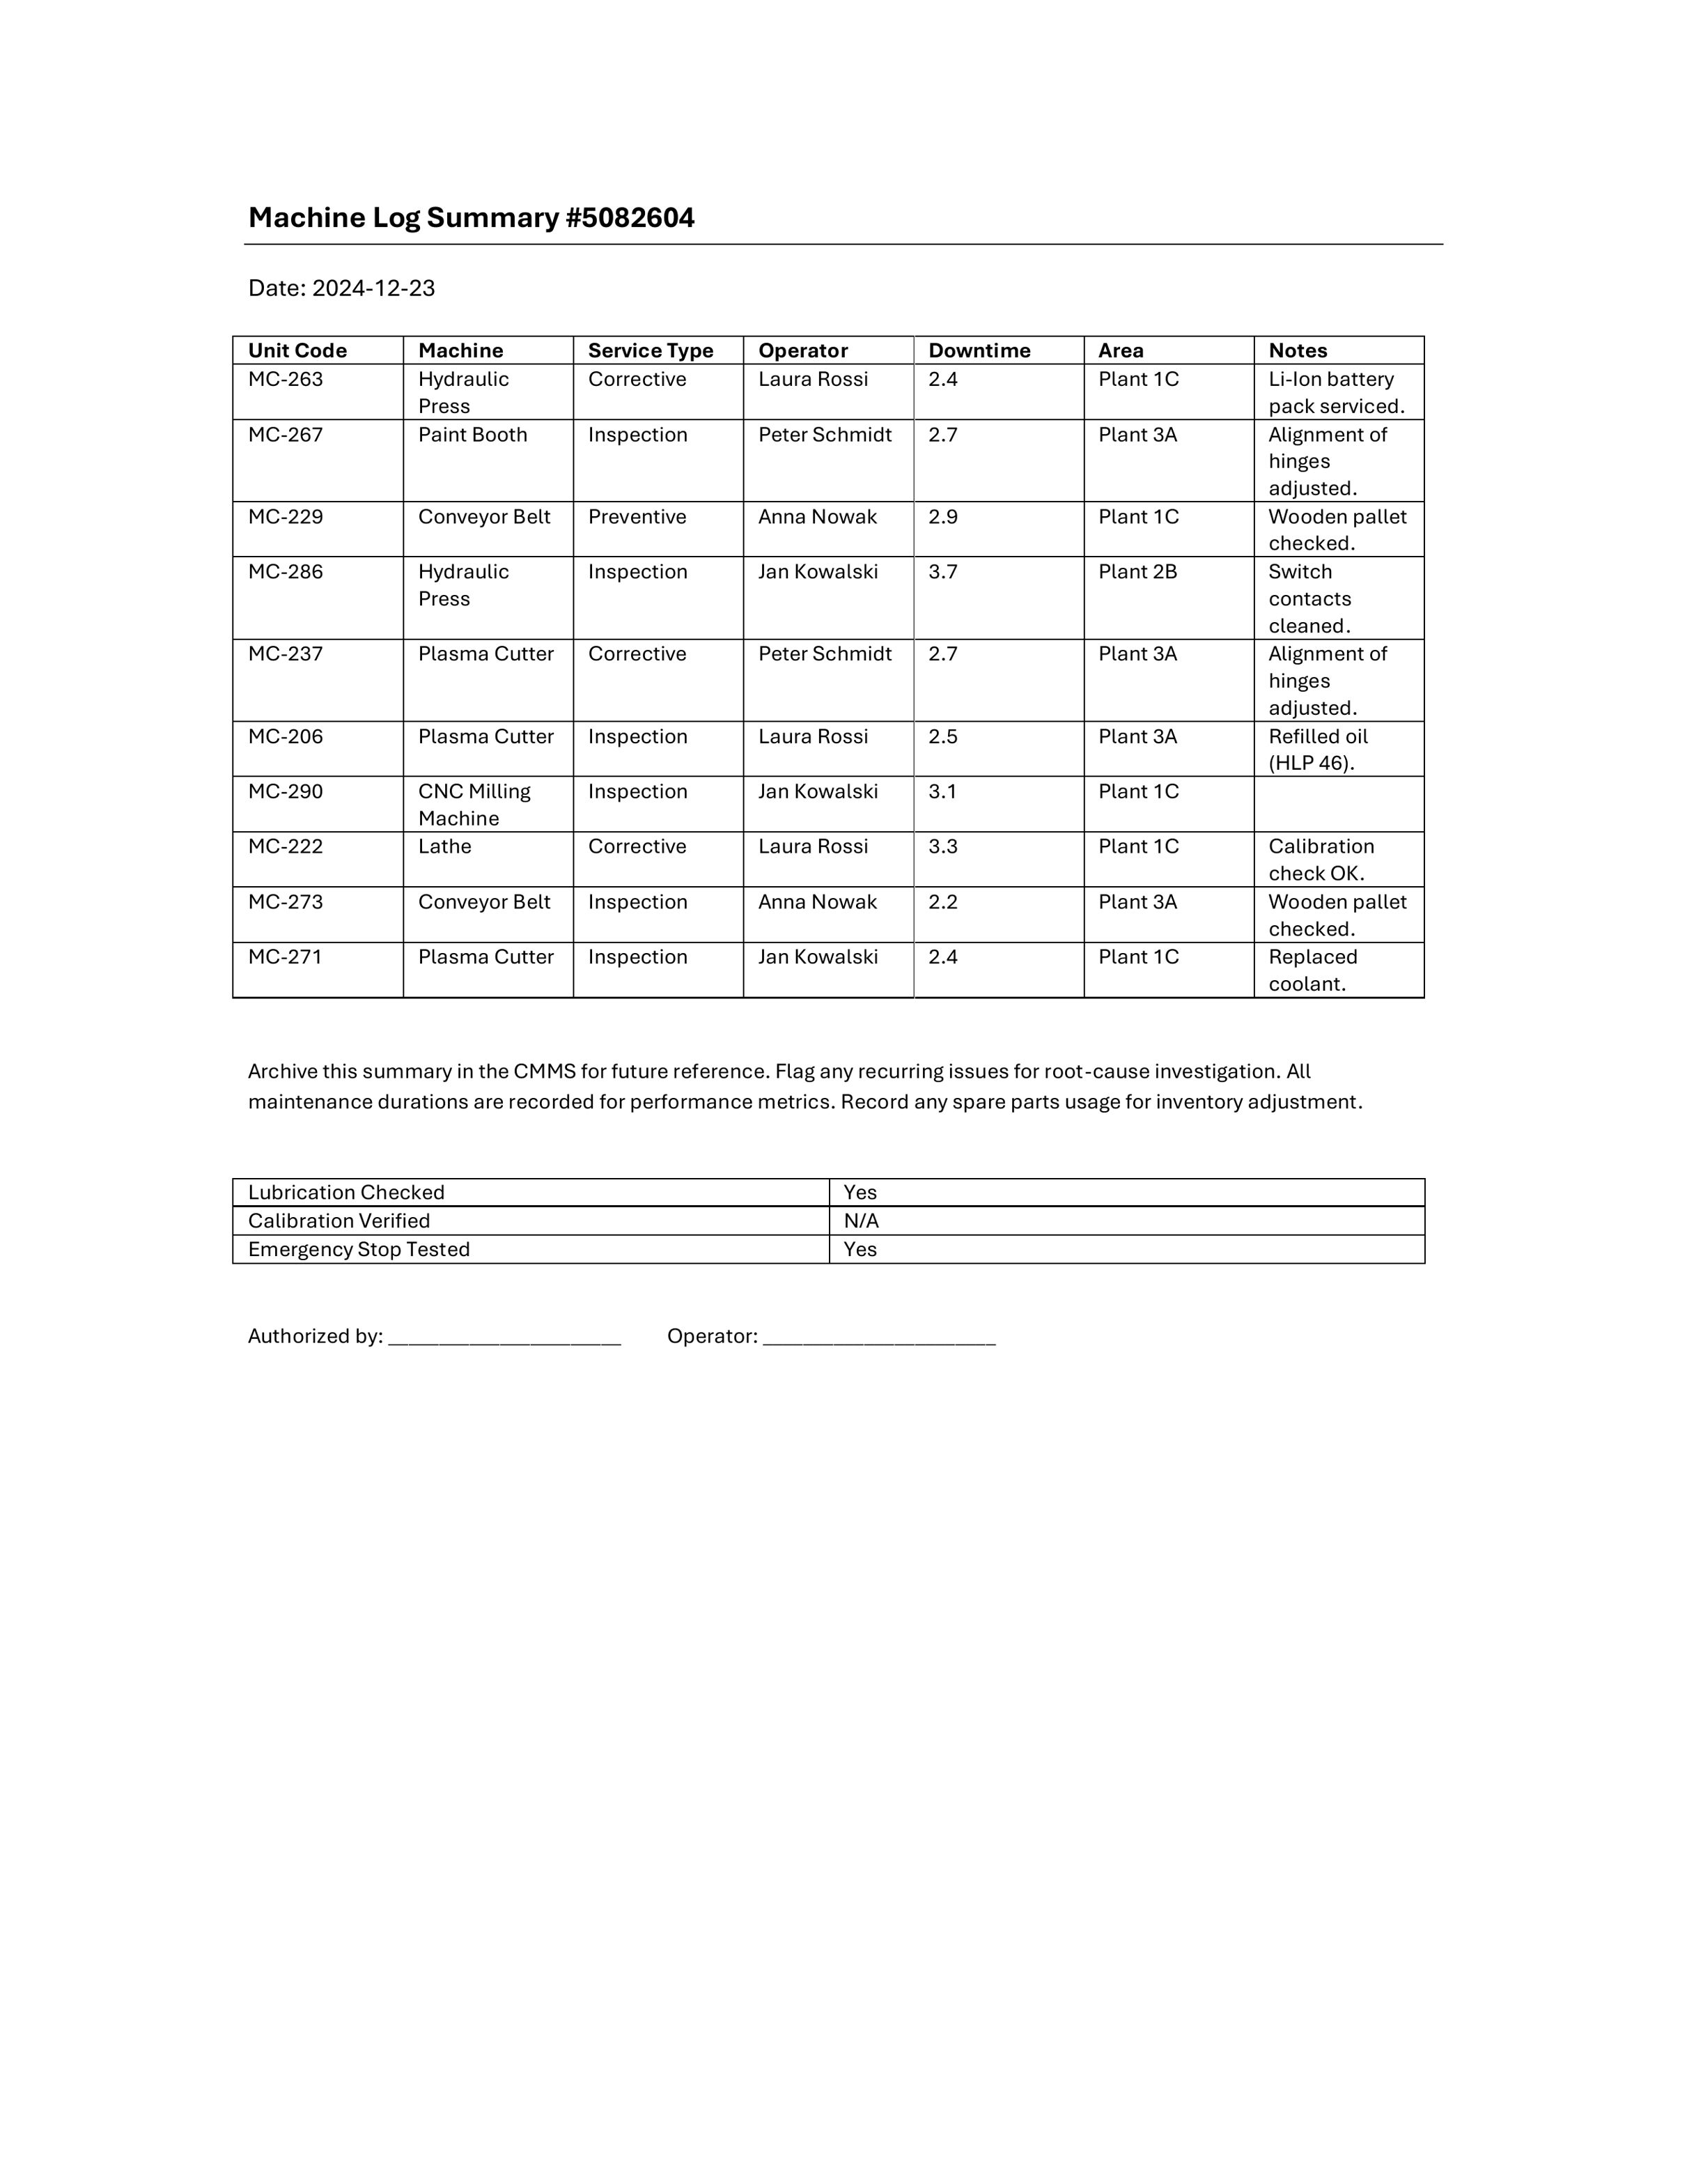 Machine Log Summary #5082604
Date: 2024-12-23
Unit Code Machine Service Type Operator Downtime Area Notes
MC-263 Hydraulic Press Corrective Laura Rossi 2.4 Plant 1C Li-Ion battery pack serviced.
MC-267 Paint Booth Inspection Peter Schmidt 2.7 Plant 3A Alignment of hinges adjusted.
MC-229 Conveyor Belt Preventive Anna Nowak 2.9 Plant 1C Wooden pallet checked.
MC-286 Hydraulic Press Inspection Jan Kowalski 3.7 Plant 2B Switch contacts cleaned.
MC-237 Plasma Cutter Corrective Peter Schmidt 2.7 Plant 3A Alignment of hinges adjusted.
MC-206 Plasma Cutter Inspection Laura Rossi 2.5 Plant 3A Refilled oil (HLP 46).
MC-290 CNC Milling Machine Inspection Jan Kowalski 3.1 Plant 1C
MC-222 Lathe Corrective Laura Rossi 3.3 Plant 1C Calibration check OK.
MC-273 Conveyor Belt Inspection Anna Nowak 2.2 Plant 3A Wooden pallet checked.
MC-271 Plasma Cutter Inspection Jan Kowalski 2.4 Plant 1C Replaced coolant.
Archive this summary in the CMMS for future reference. Flag any recurring issues for root-cause investigation. All
maintenance durations are recorded for performance metrics. Record any spare parts usage for inventory adjustment.
Lubrication Checked Yes
Calibration Verified N/A
Emergency Stop Tested Yes
Authorized by: ______________________ Operator: ______________________